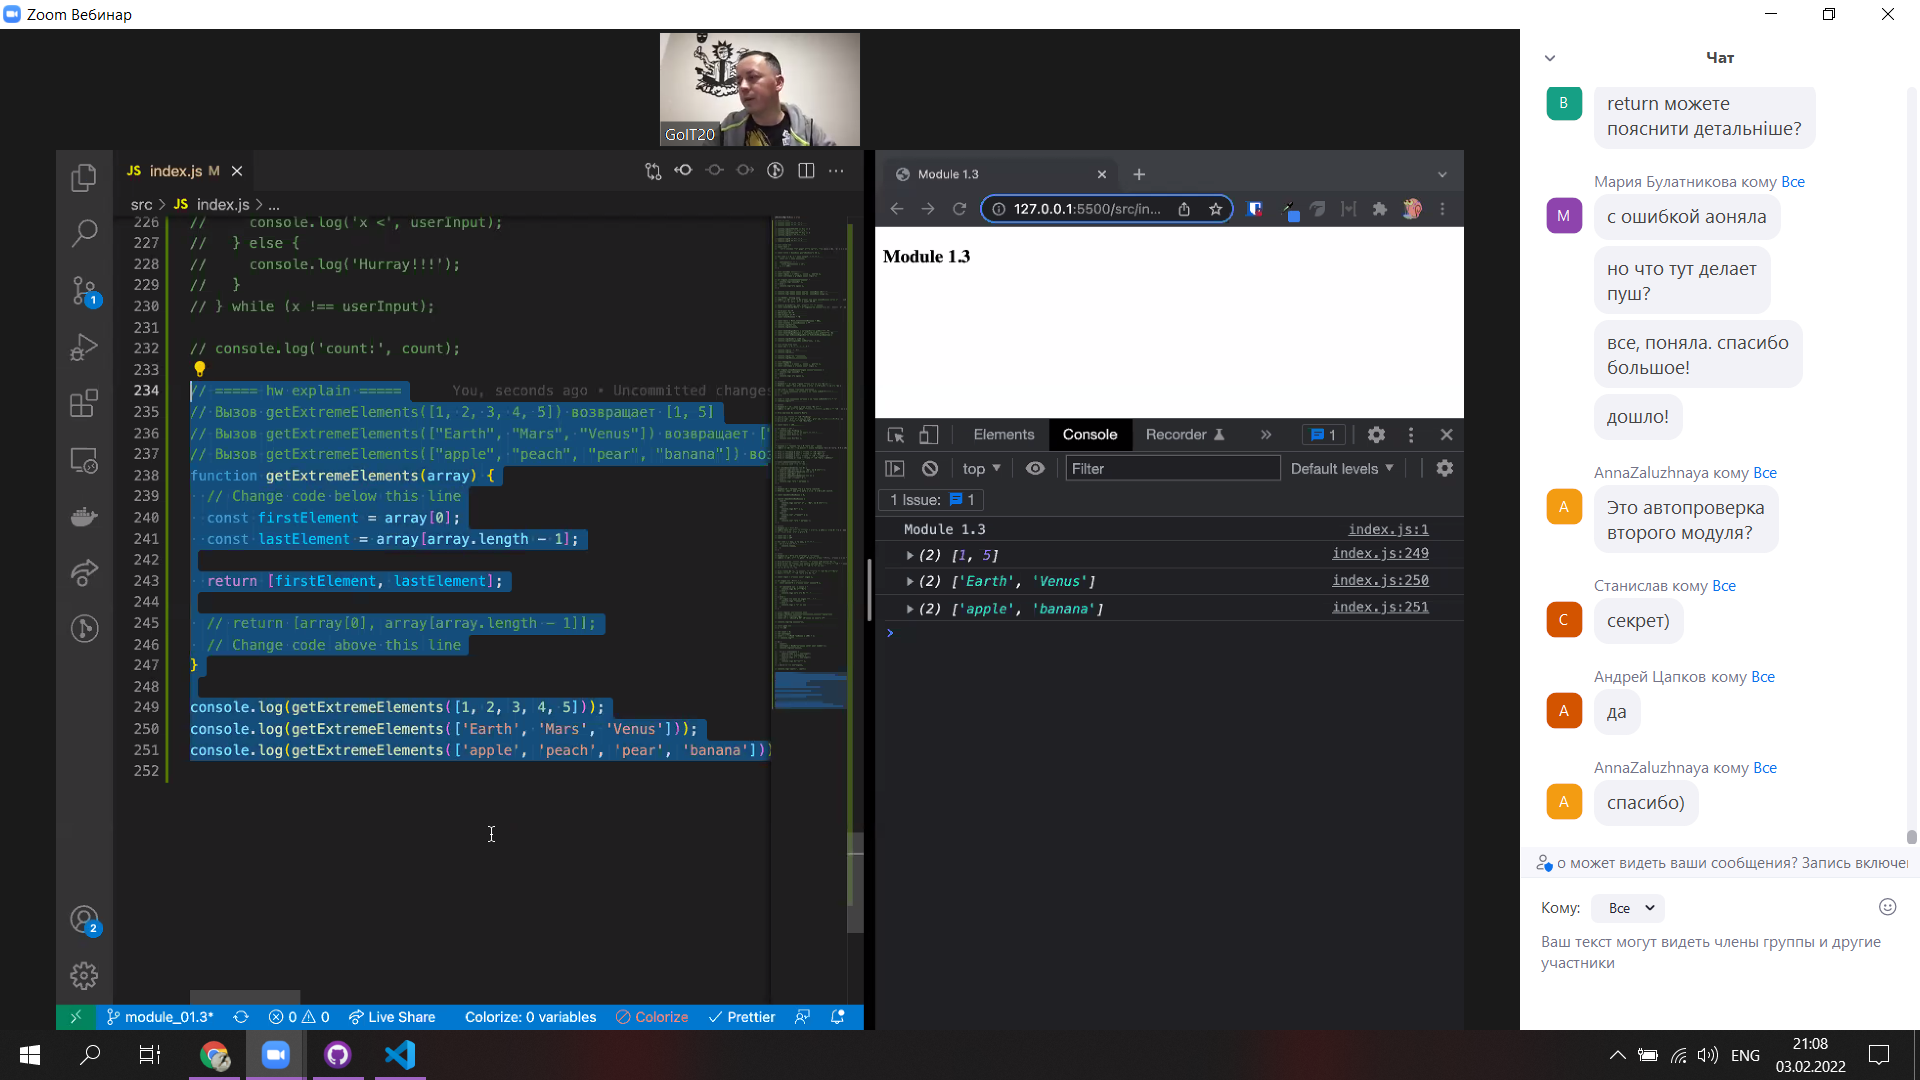 Zoom Вебинар
GoIT20
JS index.js M
src > JS index.js > ...
226 // console.log('x <', userInput);
227 // } else {
228 // console.log('Hurray!!!');
229 // }
230 // } while (x !== userInput);
231
232 // console.log('count:', count);
233
234 // ===== hw explain ===== You, seconds ago • Uncommitted changes
235 // Вызов getExtremeElements([1, 2, 3, 4, 5]) возвращает [1, 5]
236 // Вызов getExtremeElements(["Earth", "Mars", "Venus"]) возвращает ["
237 // Вызов getExtremeElements(["apple", "peach", "pear", "banana"]) воз
238 function getExtremeElements(array) {
239 // Change code below this line
240 const firstElement = array[0];
241 const lastElement = array[array.length - 1];
242
243 return [firstElement, lastElement];
244
245 // return [array[0], array[array.length - 1]];
246 // Change code above this line
247 }
248
249 console.log(getExtremeElements([1, 2, 3, 4, 5]));
250 console.log(getExtremeElements(['Earth', 'Mars', 'Venus']));
251 console.log(getExtremeElements(['apple', 'peach', 'pear', 'banana']))
252
1
2
module_01.3* 0 0 Live Share Colorize: 0 variables Colorize Prettier
Module 1.3
127.0.0.1:5500/src/in...
Module 1.3
Elements Console Recorder 1
top Filter Default levels
1 Issue: 1
Module 1.3 index.js:1
(2) [1, 5] index.js:249
(2) ['Earth', 'Venus'] index.js:250
(2) ['apple', 'banana'] index.js:251
Чат
B
return можете
пояснити детальніше?
Мария Булатникова кому Все
М
с ошибкой аоняла
но что тут делает
пуш?
все, поняла. спасибо
большое!
дошло!
AnnaZaluzhnaya кому Все
A
Это автопроверка
второго модуля?
Станислав кому Все
С
секрет)
Андрей Цапков кому Все
А
да
AnnaZaluzhnaya кому Все
A
спасибо)
о может видеть ваши сообщения? Запись включе
Кому: Все
Ваш текст могут видеть члены группы и другие
участники
ENG
21:08
03.02.2022